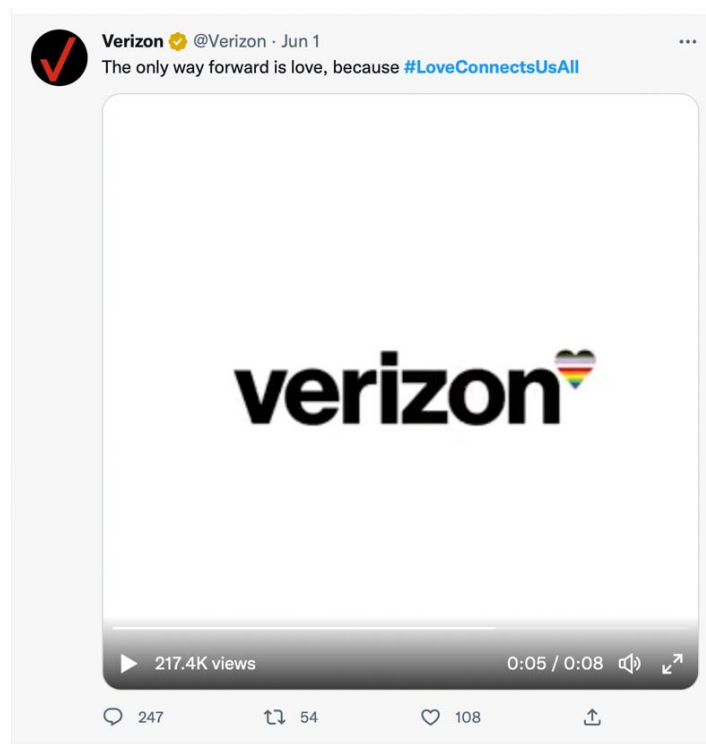 Verizon @Verizon · Jun 1
The only way forward is love, because #LoveConnectsUsAll
verizon
217.4K views 0:05 / 0:08
247 54 108